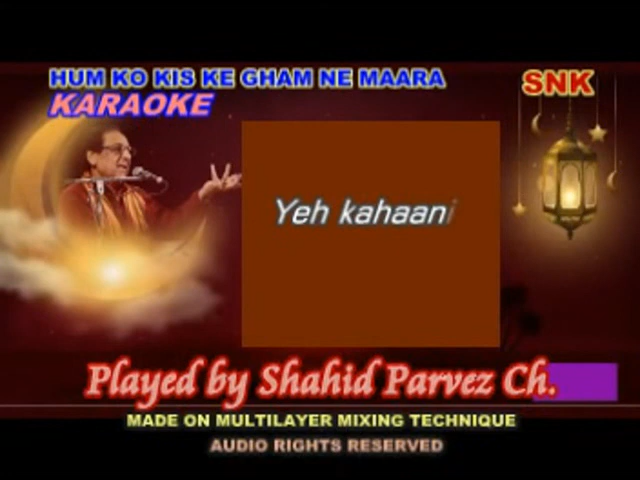 HUM KO KIS KE GHAM NE MAARA
SNK
KARAOKE
Yeh kahaani
Played by Shahid Parvez Ch.
MADE ON MULTILAYER MIXING TECHNIQUE
AUDIO RIGHTS RESERVED